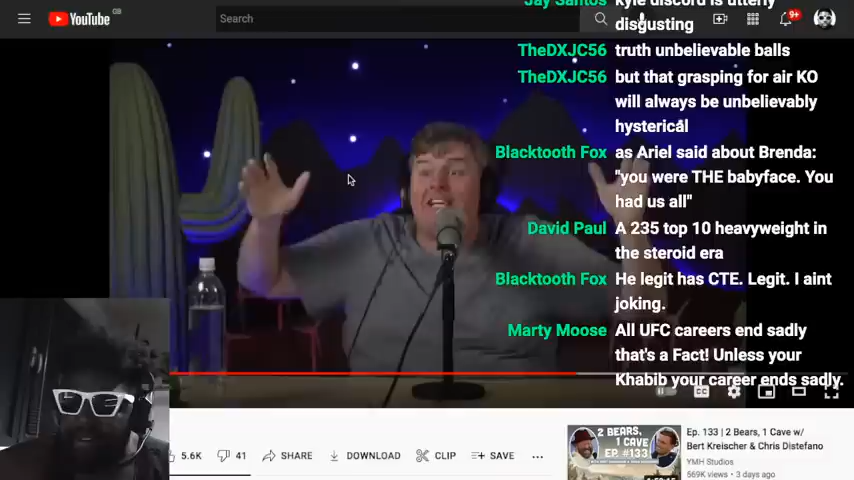 YouTube GB
Search
9+
Jay Santos kyle discord is utterly
disgusting
TheDXJC56 truth unbelievable balls
TheDXJC56 but that grasping for air KO
will always be unbelievably
hysterical
Blacktooth Fox as Ariel said about Brenda:
"you were THE babyface. You
had us all"
David Paul A 235 top 10 heavyweight in
the steroid era
Blacktooth Fox He legit has CTE. Legit. I aint
joking.
Marty Moose All UFC careers end sadly
that's a Fact! Unless your
Khabib your career ends sadly.
CC
5.6K 41 SHARE DOWNLOAD CLIP SAVE
2 BEARS,
1 CAVE
EP. #133
Ep. 133 | 2 Bears, 1 Cave w/
Bert Kreischer & Chris Distefano
YMH Studios
569K views • 3 days ago